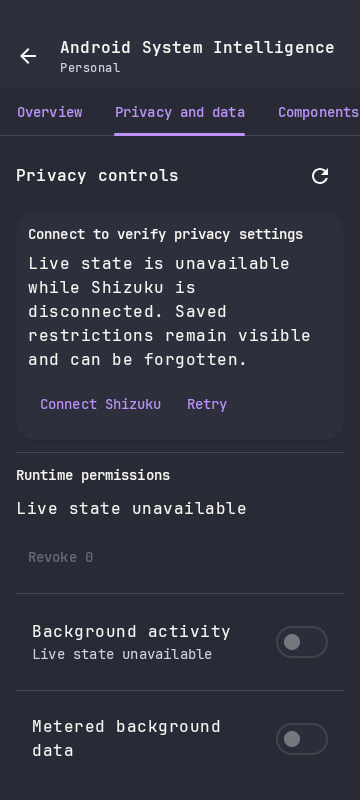 Android System Intelligence
Personal
Overview
Privacy and data
Components
Privacy controls
Connect to verify privacy settings
Live state is unavailable
while Shizuku is
disconnected. Saved
restrictions remain visible
and can be forgotten.
Connect Shizuku
Retry
Runtime permissions
Live state unavailable
Revoke 0
Background activity
Live state unavailable
Metered background
data